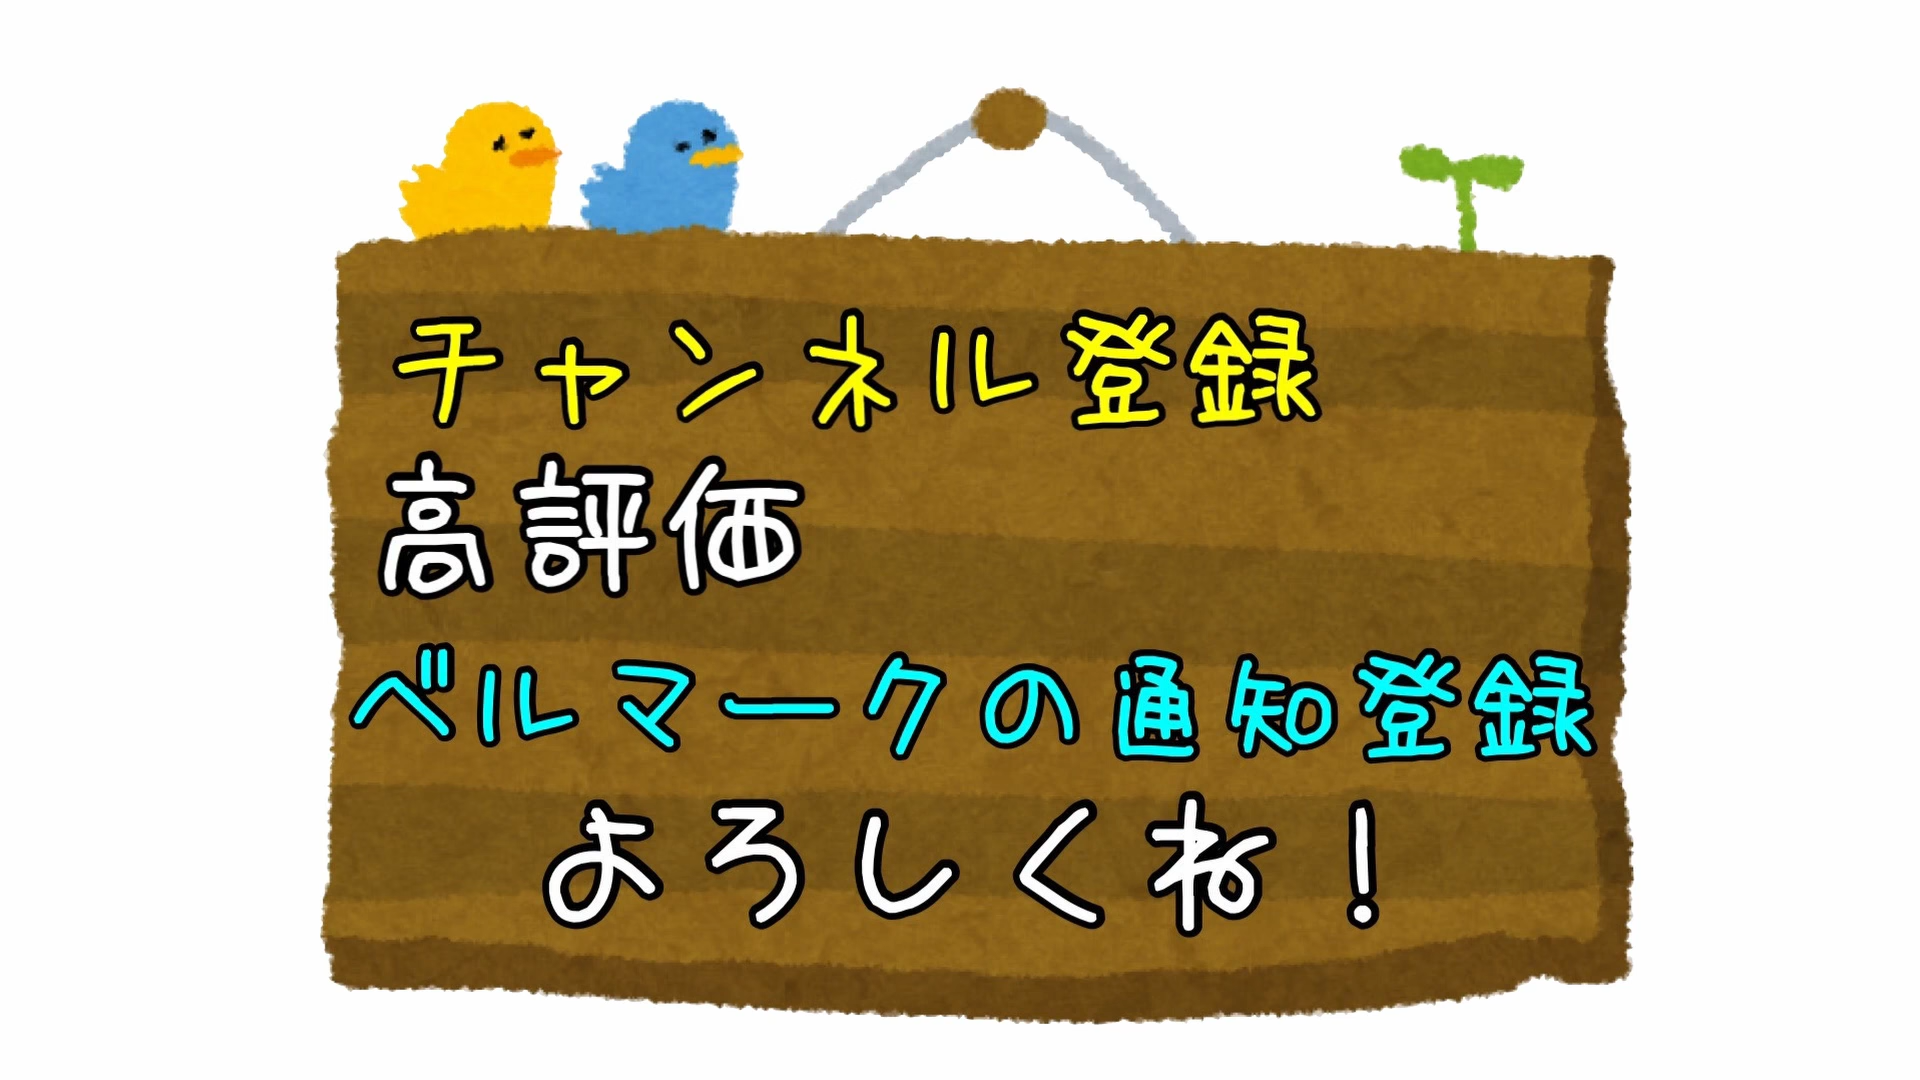 チャンネル登録
高評価
ベルマークの通知登録
よろしくね！